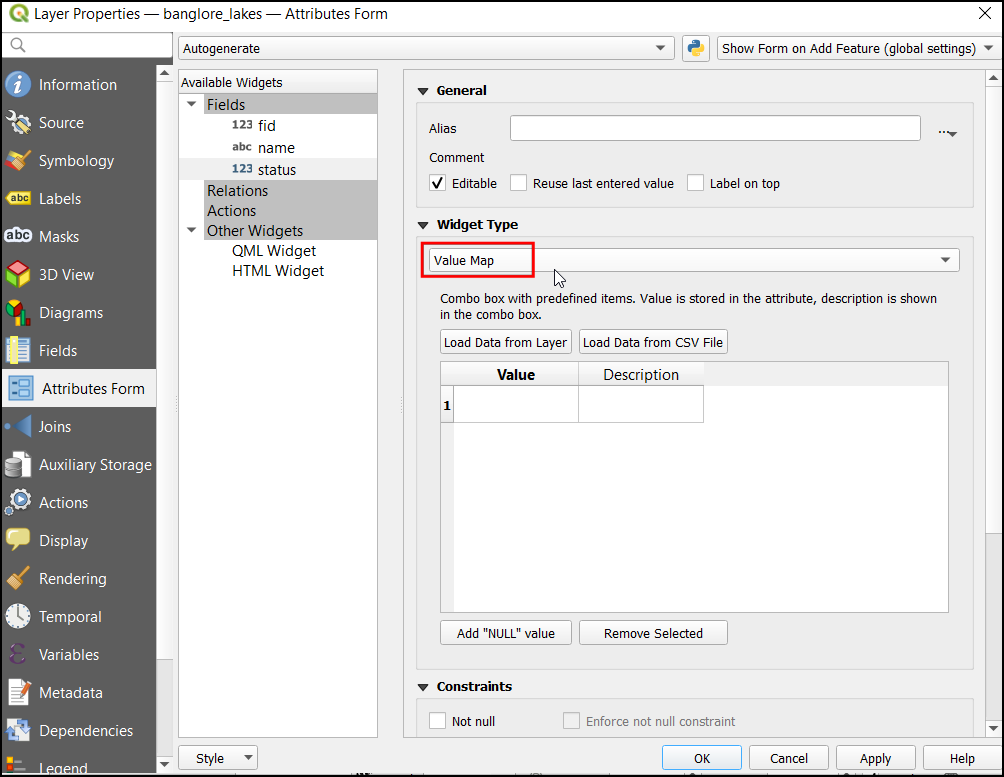 Layer Properties — banglore_lakes — Attributes Form
Autogenerate
Show Form on Add Feature (global settings)
Information
Source
Symbology
abc Labels
abc Masks
3D View
Diagrams
Fields
Attributes Form
Joins
Auxiliary Storage
Actions
Display
Rendering
Temporal
Variables
Metadata
Dependencies
Legend
Available Widgets
Fields
123 fid
abc name
123 status
Relations
Actions
Other Widgets
QML Widget
HTML Widget
General
Alias
Comment
Editable
Reuse last entered value
Label on top
Widget Type
Value Map
Combo box with predefined items. Value is stored in the attribute, description is shown
in the combo box.
Load Data from Layer
Load Data from CSV File
Value Description
1
Add "NULL" value
Remove Selected
Constraints
Not null
Enforce not null constraint
Style
OK
Cancel
Apply
Help